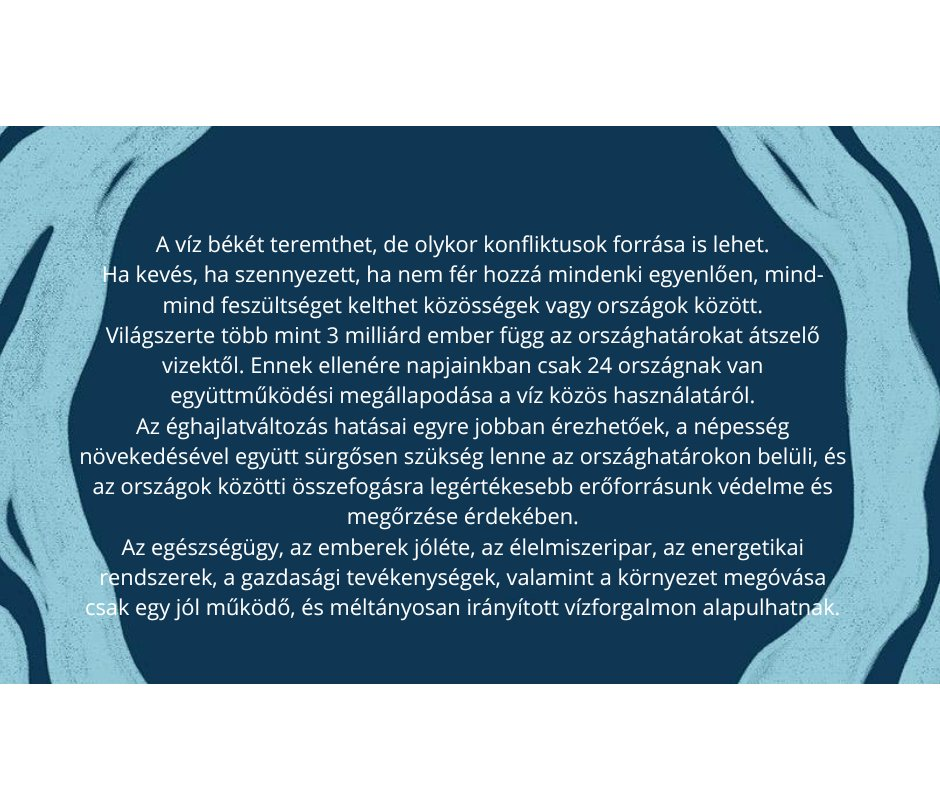 A víz békét teremthet, de olykor konfliktusok forrása is lehet.
Ha kevés, ha szennyezett, ha nem fér hozzá mindenki egyenlően, mind-
mind feszültséget kelthet közösségek vagy országok között.
Világszerte több mint 3 milliárd ember függ az országhatárokat átszelő
vizektől. Ennek ellenére napjainkban csak 24 országnak van
együttműködési megállapodása a víz közös használatáról.
Az éghajlatváltozás hatásai egyre jobban érezhetőek, a népesség
növekedésével együtt sürgősen szükség lenne az országhatárokon belüli, és
az országok közötti összefogásra legértékesebb erőforrásunk védelme és
megőrzése érdekében.
Az egészségügy, az emberek jóléte, az élelmiszeripar, az energetikai
rendszerek, a gazdasági tevékenységek, valamint a környezet megóvása
csak egy jól működő, és méltányosan irányított vízforgalmon alapulhatnak.